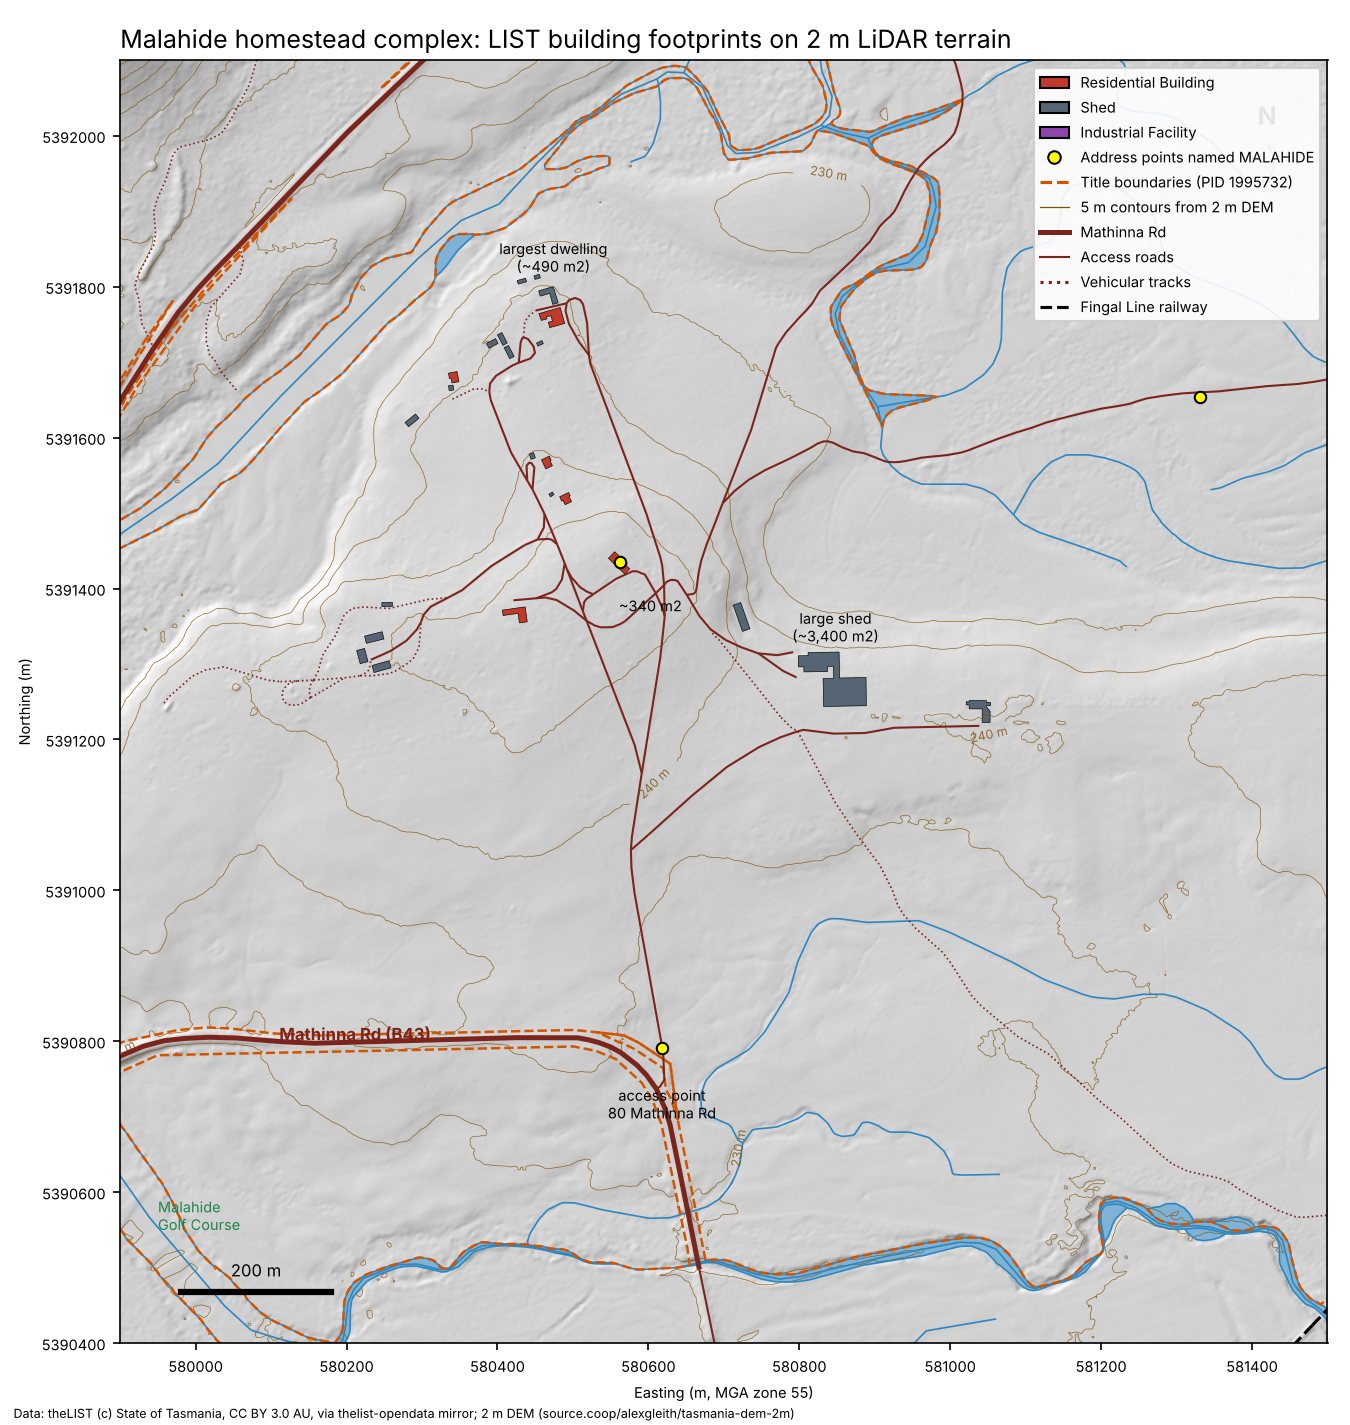 Malahide homestead complex: LIST building footprints on 2 m LiDAR terrain
Residential Building
Shed
Industrial Facility
Address points named MALAHIDE
Title boundaries (PID 1995732)
5 m contours from 2 m DEM
Mathinna Rd
Access roads
Vehicular tracks
Fingal Line railway
N
230 m
largest dwelling
(~490 m2)
~340 m2
large shed
(~3,400 m2)
240 m
240 m
Mathinna Rd (B43)
access point
80 Mathinna Rd
230 m
Malahide
Golf Course
200 m
5392000
5391800
5391600
5391400
5391200
5391000
5390800
5390600
5390400
Northing (m)
580000
580200
580400
580600
580800
581000
581200
581400
Easting (m, MGA zone 55)
Data: theLIST (c) State of Tasmania, CC BY 3.0 AU, via thelist-opendata mirror; 2 m DEM (source.coop/alexgleith/tasmania-dem-2m)